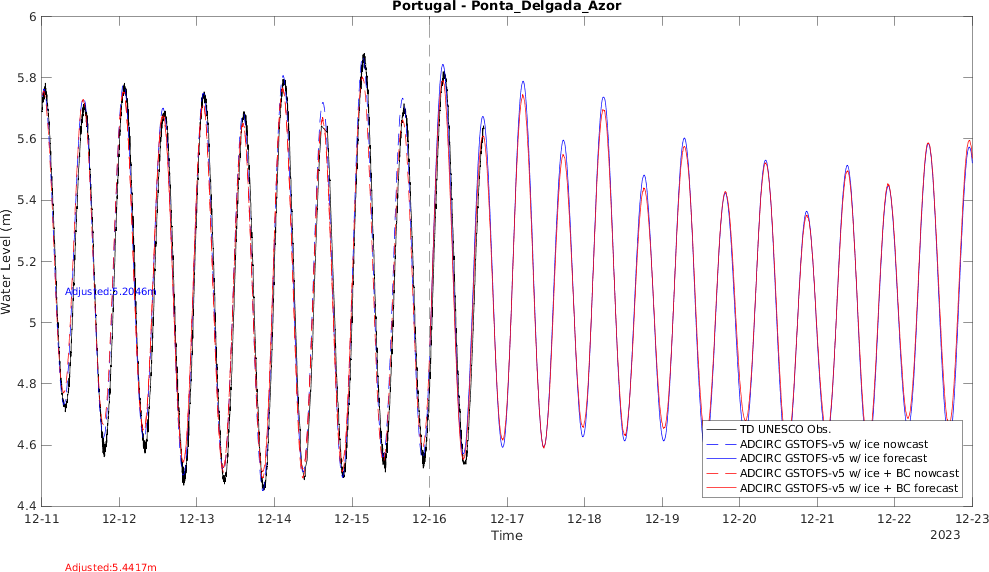 Portugal - Ponta_Delgada_Azor
6
5.8
5.6
5.4
5.2
5
4.8
4.6
4.4
Water Level (m)
Adjusted:5.2046m
TD UNESCO Obs.
ADCIRC GSTOFS-v5 w/ ice nowcast
ADCIRC GSTOFS-v5 w/ ice forecast
ADCIRC GSTOFS-v5 w/ ice + BC nowcast
ADCIRC GSTOFS-v5 w/ ice + BC forecast
12-11 12-12 12-13 12-14 12-15 12-16 12-17 12-18 12-19 12-20 12-21 12-22 12-23
Time
2023
Adjusted:5.4417m